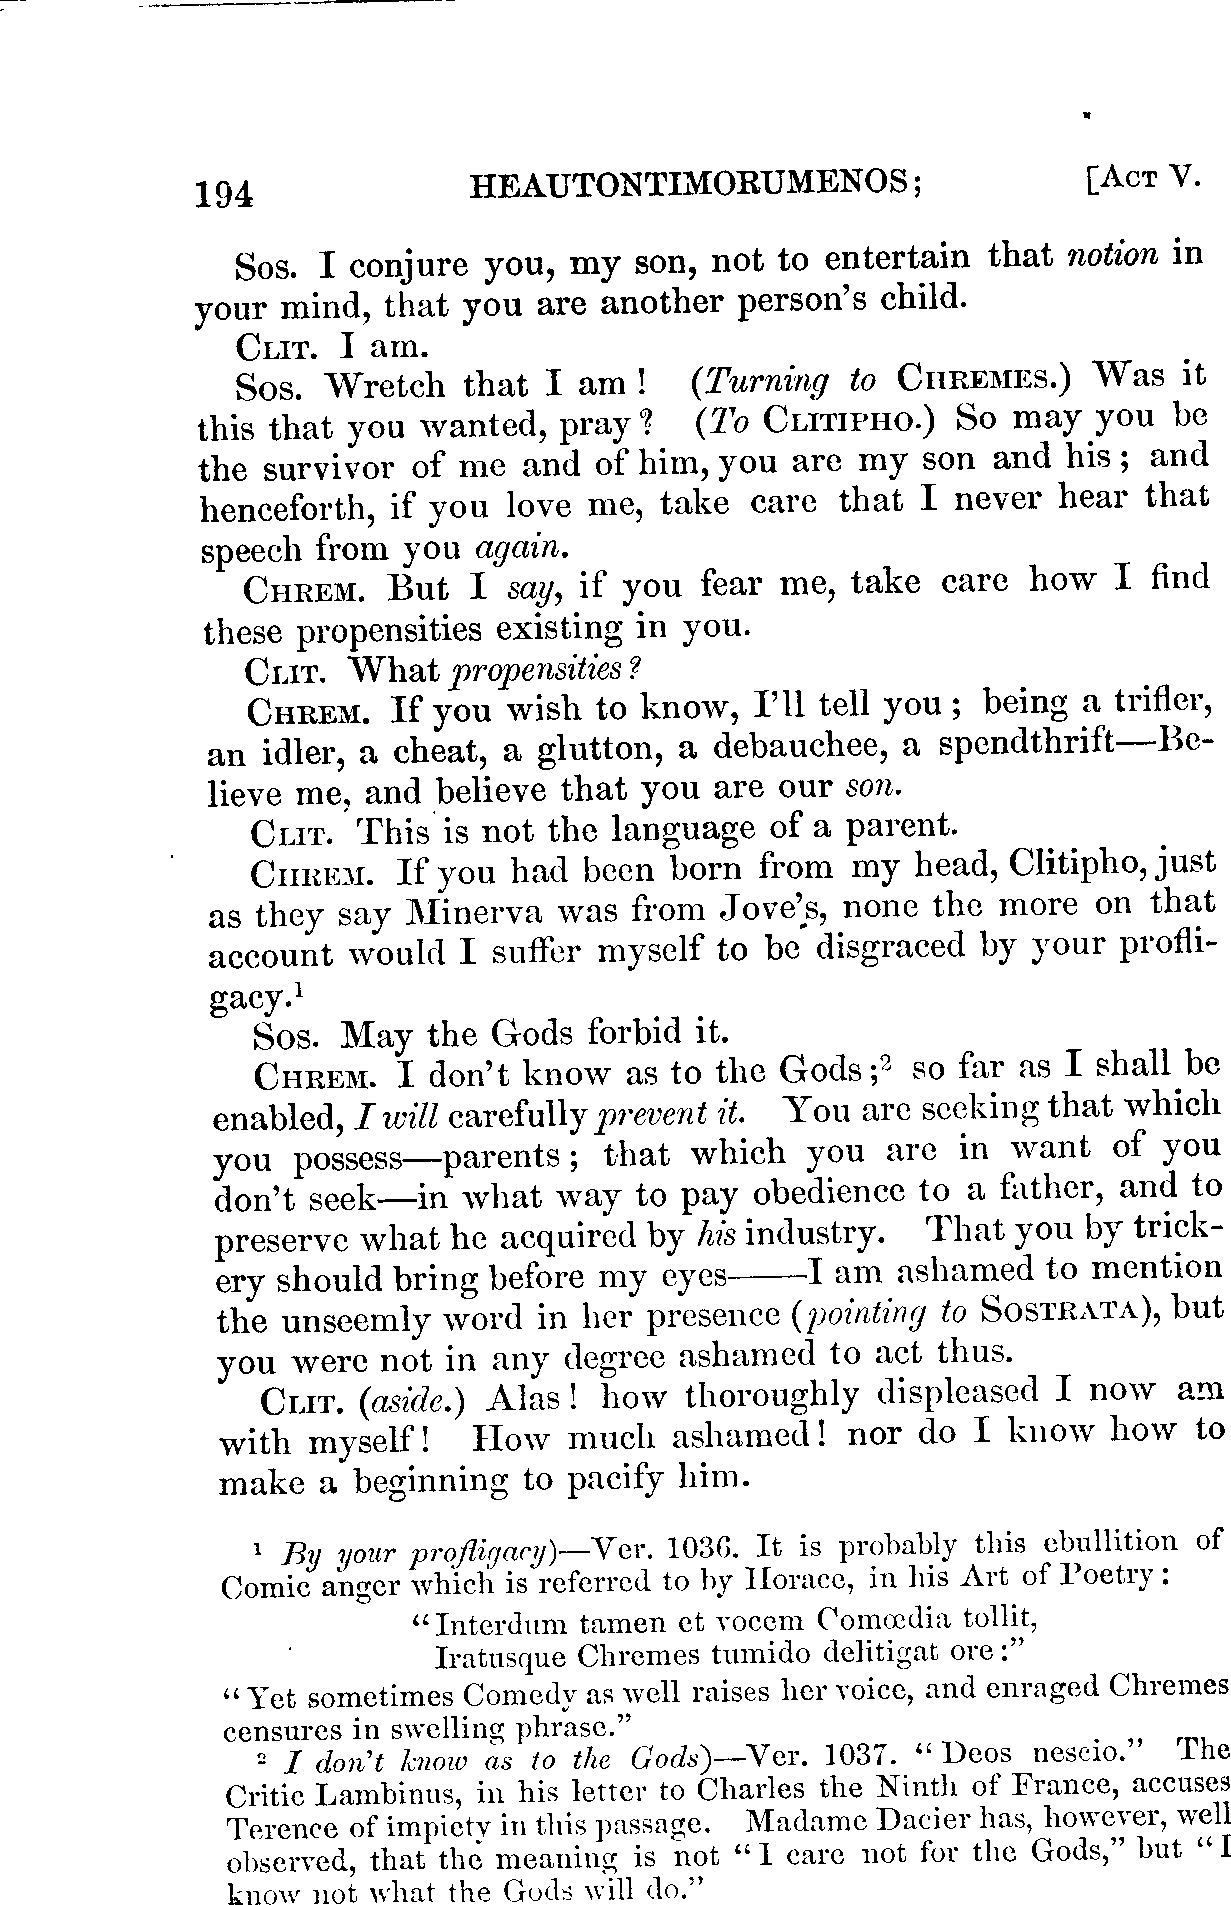 194 HEAUTONTIMORUMENOS; [ACT V.
Sos. I conjure you, my son, not to entertain that notion in
your mind, that you are another person's child.
CLIT. I am.
Sos. Wretch that I am! (Turning to CHREMES.) Was it
this that you wanted, pray? (To CLITIPHO.) So may you be
the survivor of me and of him, you are my son and his; and
henceforth, if you love me, take care that I never hear that
speech from you again.
CHREM. But I say, if you fear me, take care how I find
these propensities existing in you.
CLIT. What propensities?
CHREM. If you wish to know, I'll tell you; being a trifler,
an idler, a cheat, a glutton, a debauchee, a spendthrift—Be-
lieve me, and believe that you are our son.
CLIT. This is not the language of a parent.
CHREM. If you had been born from my head, Clitipho, just
as they say Minerva was from Jove's, none the more on that
account would I suffer myself to be disgraced by your profli-
gacy.¹
Sos. May the Gods forbid it.
CHREM. I don't know as to the Gods;² so far as I shall be
enabled, I will carefully prevent it. You are seeking that which
you possess—parents; that which you are in want of you
don't seek—in what way to pay obedience to a father, and to
preserve what he acquired by his industry. That you by trick-
ery should bring before my eyes——I am ashamed to mention
the unseemly word in her presence (pointing to SOSTRATA), but
you were not in any degree ashamed to act thus.
CLIT. (aside.) Alas! how thoroughly displeased I now am
with myself! How much ashamed! nor do I know how to
make a beginning to pacify him.
¹ By your profligacy)—Ver. 1036. It is probably this ebullition of
Comic anger which is referred to by Horace, in his Art of Poetry:
"Interdum tamen et vocem Comœdia tollit,
Iratusque Chremes tumido delitigat ore:"
"Yet sometimes Comedy as well raises her voice, and enraged Chremes
censures in swelling phrase."
² I don't know as to the Gods)—Ver. 1037. "Deos nescio." The
Critic Lambinus, in his letter to Charles the Ninth of France, accuses
Terence of impiety in this passage. Madame Dacier has, however, well
observed, that the meaning is not "I care not for the Gods," but "I
know not what the Gods will do."